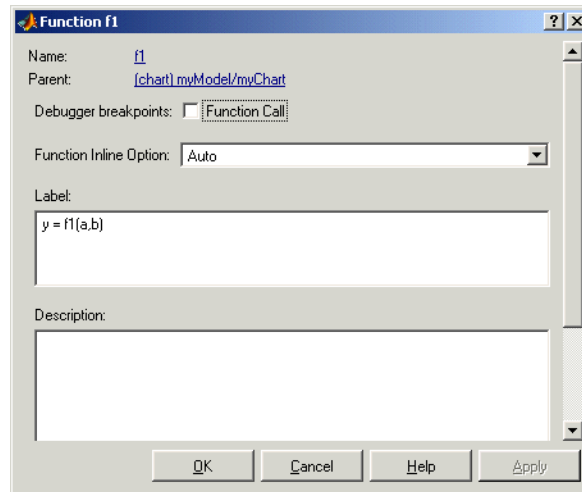 Function f1
Name: f1
Parent: (chart) myModel/myChart
Debugger breakpoints: Function Call
Function Inline Option: Auto
Label:
y = f1(a,b)
Description:
OK Cancel Help Apply